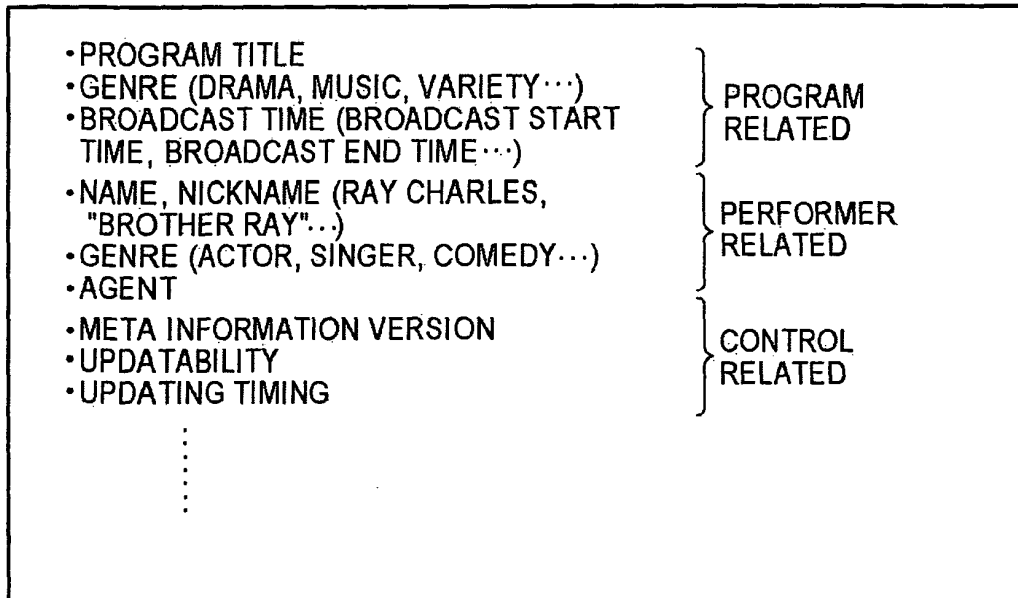 ·PROGRAM TITLE
·GENRE (DRAMA, MUSIC, VARIETY···)
·BROADCAST TIME (BROADCAST START
TIME, BROADCAST END TIME···)
PROGRAM
RELATED
·NAME, NICKNAME (RAY CHARLES,
"BROTHER RAY"···)
·GENRE (ACTOR, SINGER, COMEDY···)
·AGENT
PERFORMER
RELATED
·META INFORMATION VERSION
·UPDATABILITY
·UPDATING TIMING
CONTROL
RELATED